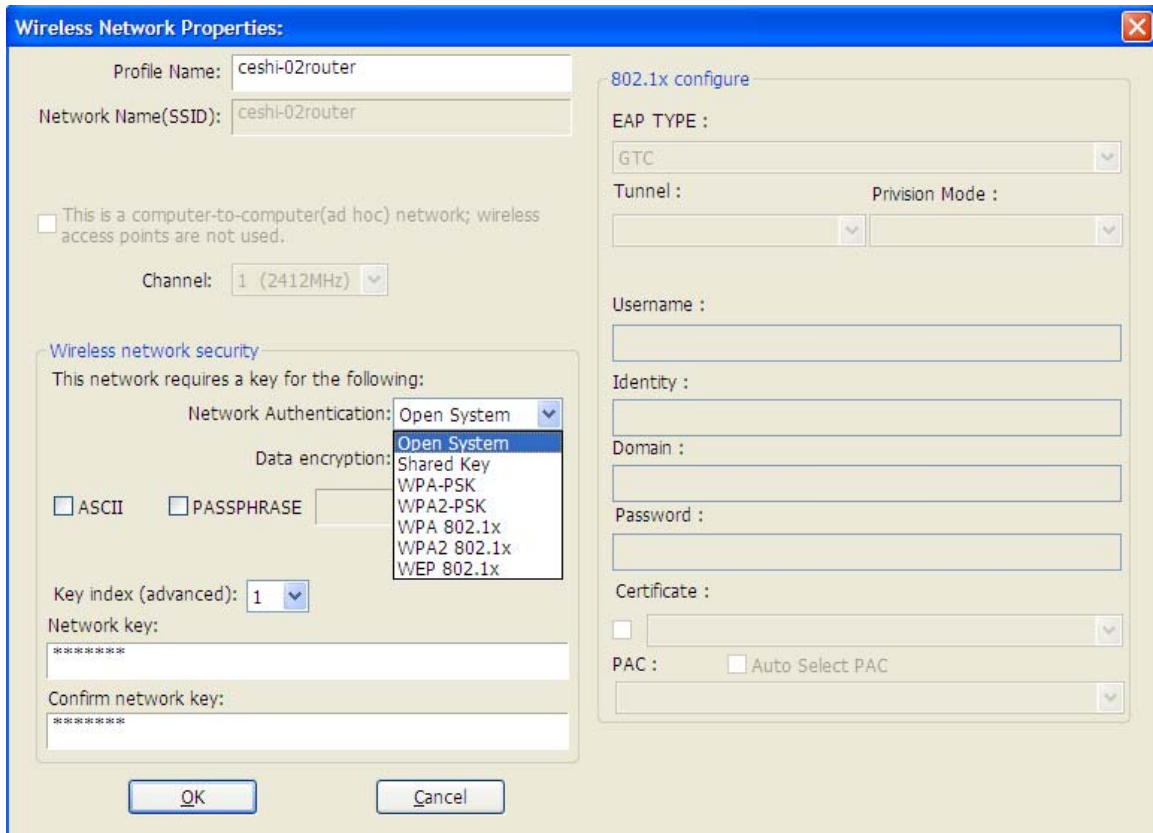 Wireless Network Properties:
Profile Name: ceshi-02router
Network Name(SSID): ceshi-02router
This is a computer-to-computer(ad hoc) network; wireless
access points are not used.
Channel: 1 (2412MHz)
Wireless network security
This network requires a key for the following:
Network Authentication: Open System
Open System
Shared Key
WPA-PSK
WPA2-PSK
WPA 802.1x
WPA2 802.1x
WEP 802.1x
Data encryption:
ASCII PASSPHRASE
Key index (advanced): 1
Network key:
*******
Confirm network key:
*******
OK Cancel
802.1x configure
EAP TYPE :
GTC
Tunnel : Privision Mode :
Username :
Identity :
Domain :
Password :
Certificate :
PAC : Auto Select PAC